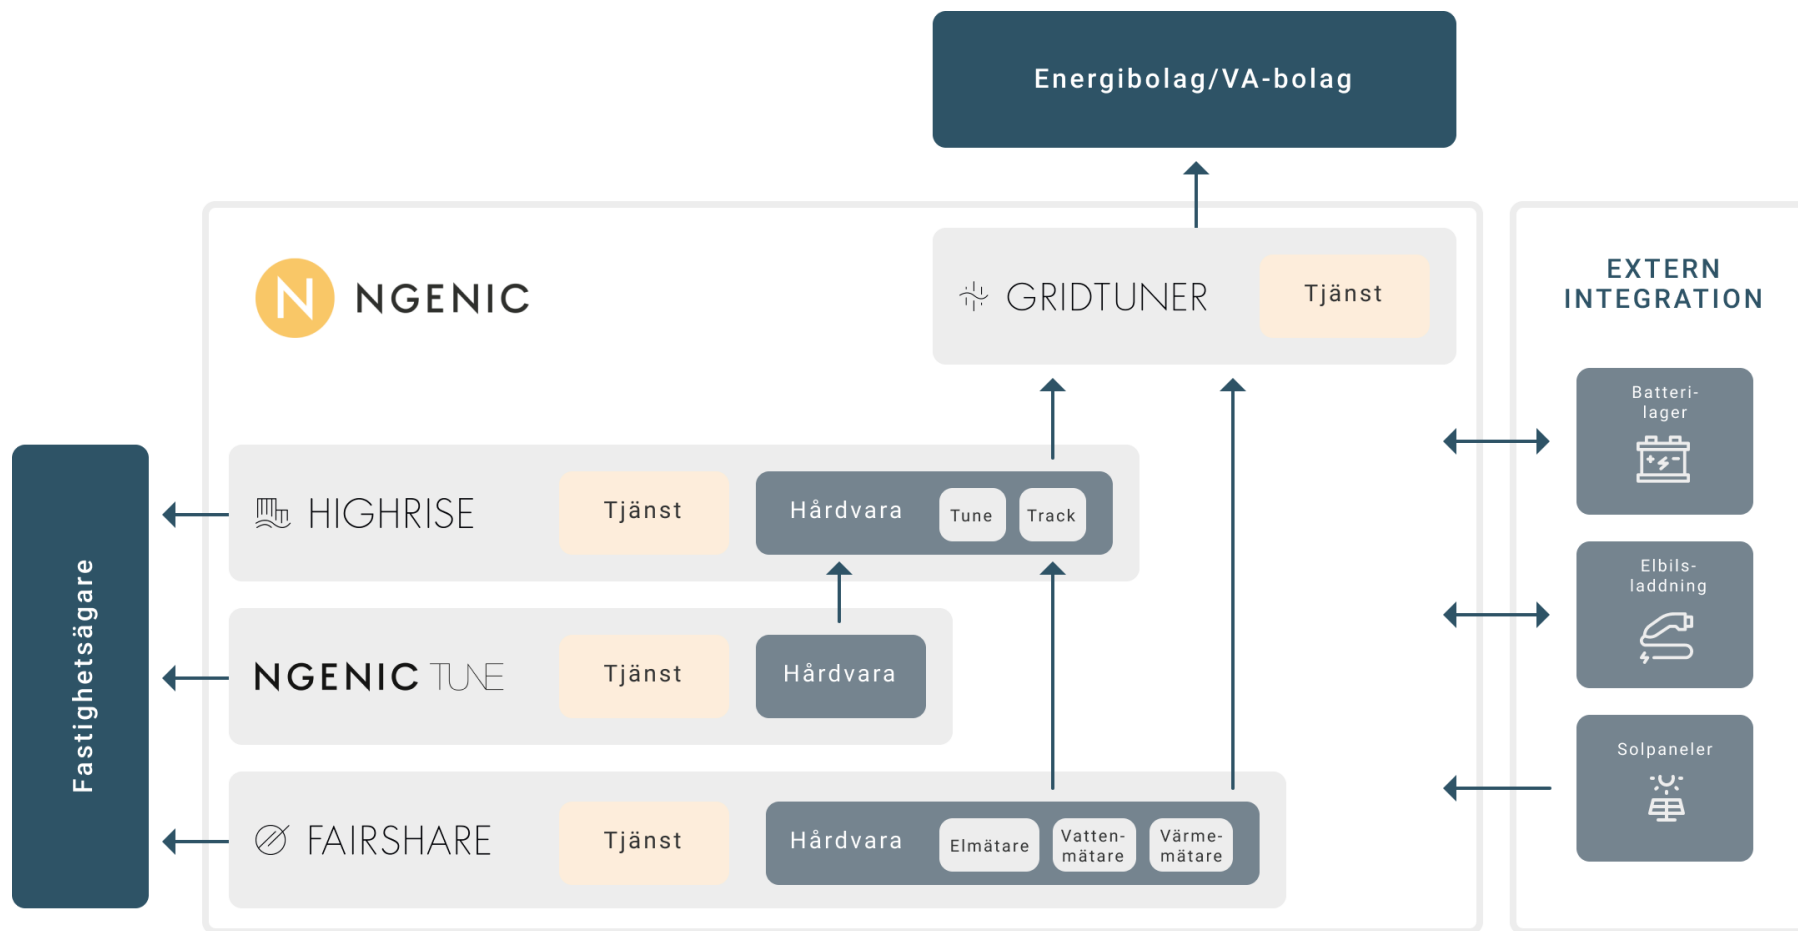 Energibolag/VA-bolag
N NGENIC
GRIDTUNER
Tjänst
EXTERN
INTEGRATION
Batteri-
lager
Elbils-
laddning
Solpaneler
Fastighetsägare
HIGHRISE
Tjänst
Hårdvara
Tune
Track
NGENIC TUNE
Tjänst
Hårdvara
FAIRSHARE
Tjänst
Hårdvara
Elmätare
Vatten-
mätare
Värme-
mätare